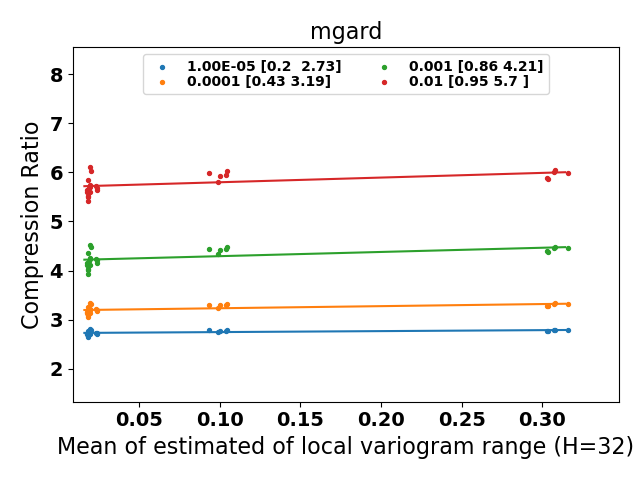 mgard
1.00E-05 [0.2  2.73]
0.0001 [0.43 3.19]
0.001 [0.86 4.21]
0.01 [0.95 5.7 ]
Compression Ratio
8
7
6
5
4
3
2
0.05 0.10 0.15 0.20 0.25 0.30
Mean of estimated of local variogram range (H=32)